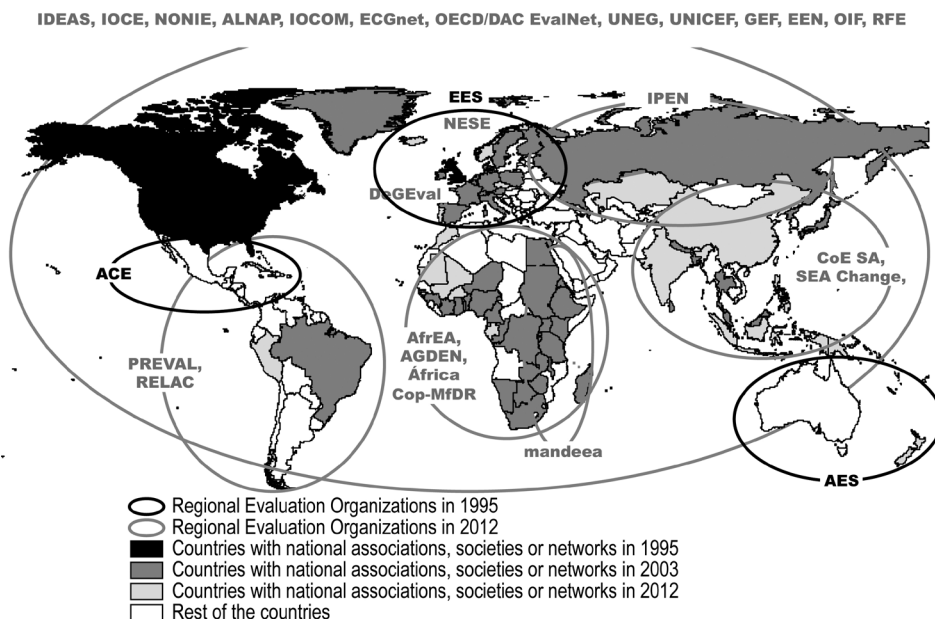 IDEAS, IOCE, NONIE, ALNAP, IOCOM, ECGnet, OECD/DAC EvalNet, UNEG, UNICEF, GEF, EEN, OIF, RFE
EES
IPEN
NESE
DeGEval
ACE
CoE SA,
SEA Change,
AfrEA,
AGDEN,
África
Cop-MfDR
PREVAL,
RELAC
mandeea
AES
Regional Evaluation Organizations in 1995
Regional Evaluation Organizations in 2012
Countries with national associations, societies or networks in 1995
Countries with national associations, societies or networks in 2003
Countries with national associations, societies or networks in 2012
Rest of the countries